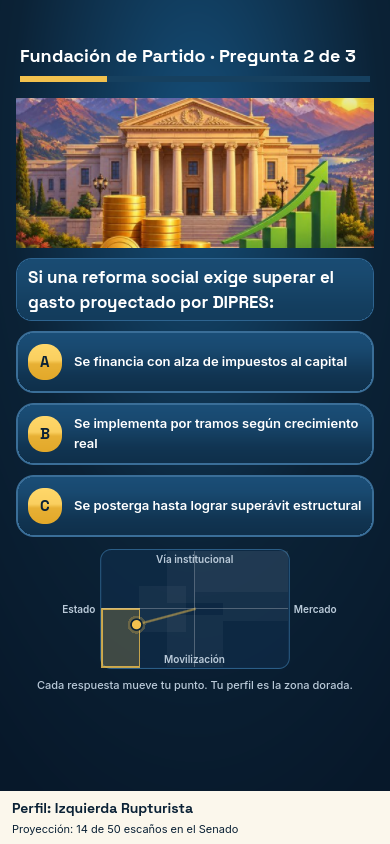 Fundación de Partido · Pregunta 2 de 3
Si una reforma social exige superar el
gasto proyectado por DIPRES:
A
Se financia con alza de impuestos al capital
B
Se implementa por tramos según crecimiento
real
C
Se posterga hasta lograr superávit estructural
Vía institucional
Estado
Mercado
Movilización
Cada respuesta mueve tu punto. Tu perfil es la zona dorada.
Perfil: Izquierda Rupturista
Proyección: 14 de 50 escaños en el Senado